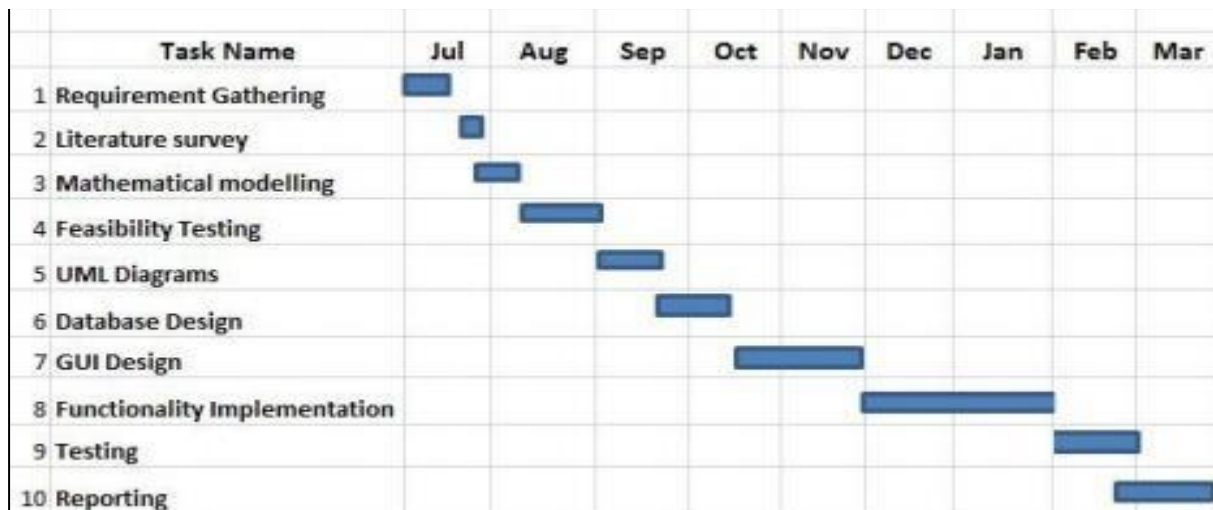 Task Name Jul Aug Sep Oct Nov Dec Jan Feb Mar
1 Requirement Gathering
2 Literature survey
3 Mathematical modelling
4 Feasibility Testing
5 UML Diagrams
6 Database Design
7 GUI Design
8 Functionality Implementation
9 Testing
10 Reporting